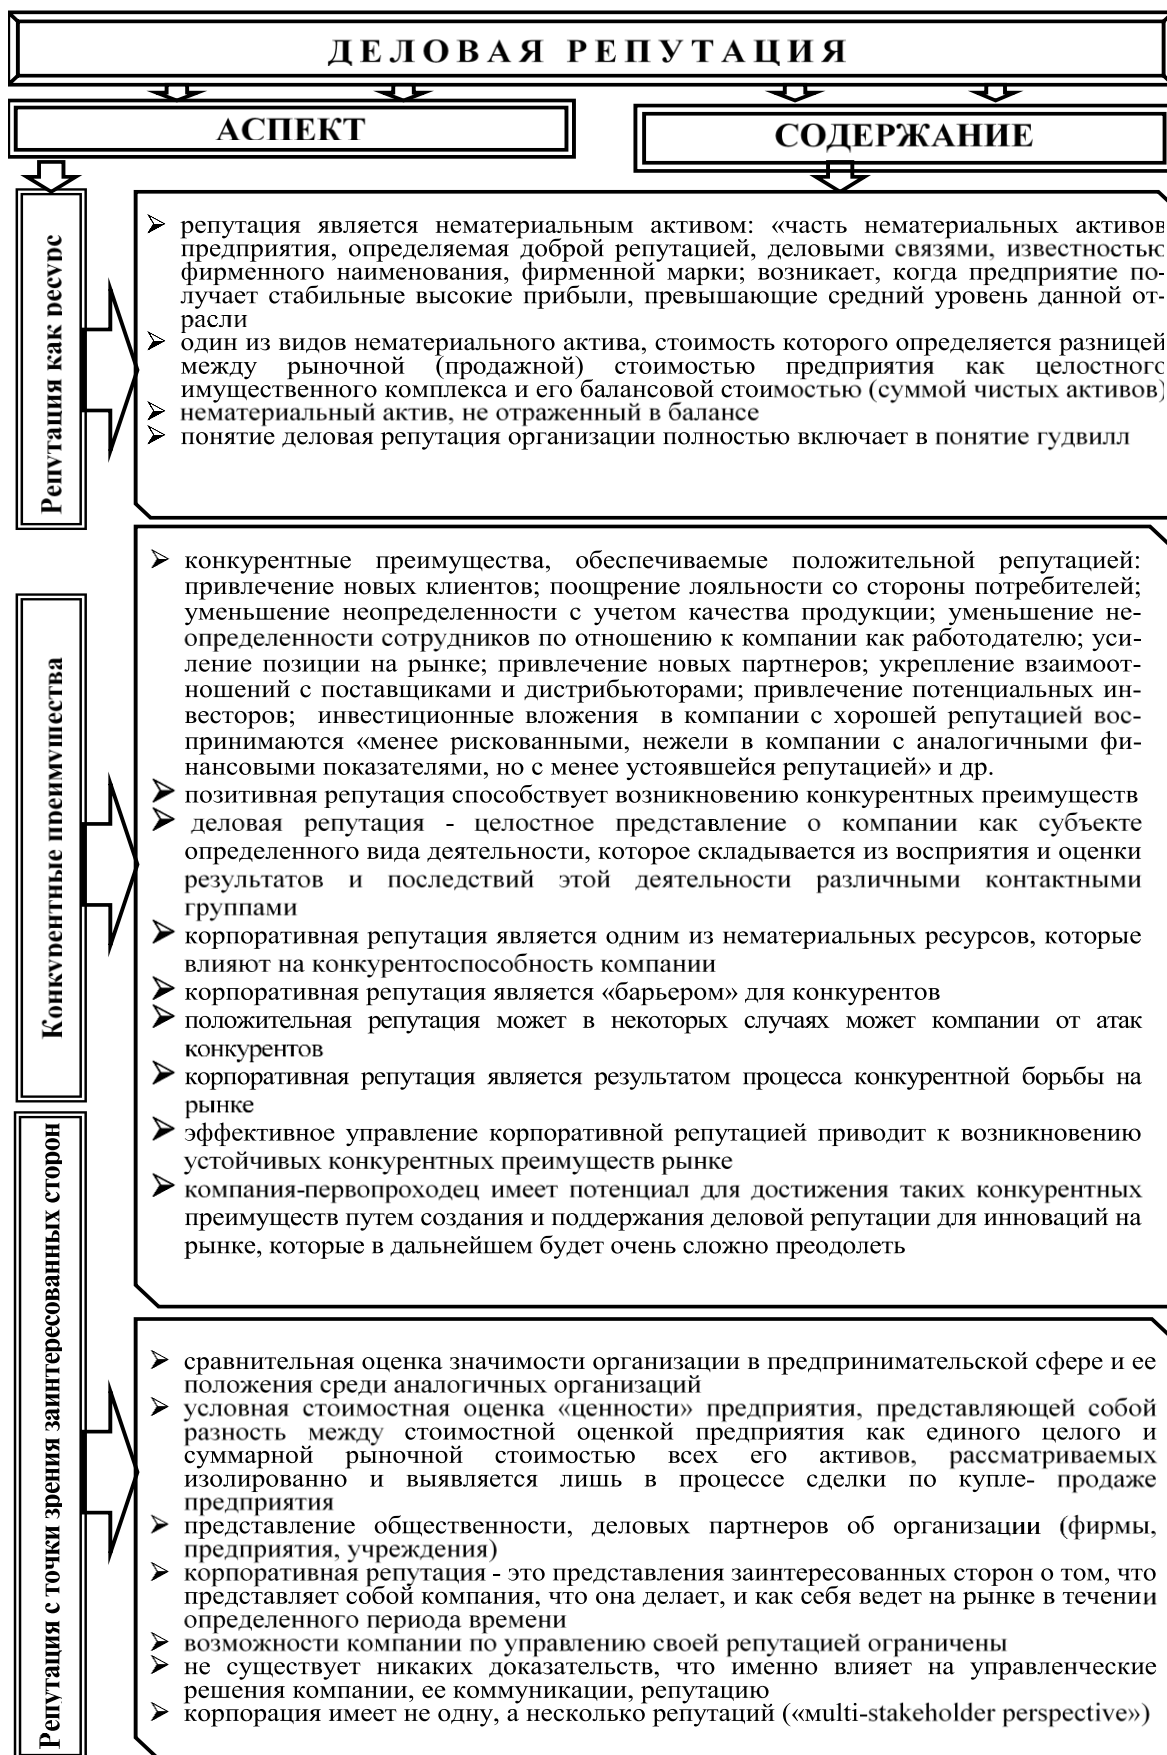 ДЕЛОВАЯ РЕПУТАЦИЯ
АСПЕКТ
СОДЕРЖАНИЕ
Репутация как ресурс
репутация является нематериальным активом: «часть нематериальных активов
предприятия, определяемая доброй репутацией, деловыми связями, известностью
фирменного наименования, фирменной марки; возникает, когда предприятие по-
лучает стабильные высокие прибыли, превышающие средний уровень данной от-
расли
один из видов нематериального актива, стоимость которого определяется разницей
между рыночной (продажной) стоимостью предприятия как целостного
имущественного комплекса и его балансовой стоимостью (суммой чистых активов)
нематериальный актив, не отраженный в балансе
понятие деловая репутация организации полностью включает в понятие гудвилл
Конкурентные преимущества
конкурентные преимущества, обеспечиваемые положительной репутацией:
привлечение новых клиентов; поощрение лояльности со стороны потребителей;
уменьшение неопределенности с учетом качества продукции; уменьшение не-
определенности сотрудников по отношению к компании как работодателю; уси-
ление позиции на рынке; привлечение новых партнеров; укрепление взаимоот-
ношений с поставщиками и дистрибьюторами; привлечение потенциальных ин-
весторов; инвестиционные вложения в компании с хорошей репутацией вос-
принимаются «менее рискованными, нежели в компании с аналогичными фи-
нансовыми показателями, но с менее устоявшейся репутацией» и др.
позитивная репутация способствует возникновению конкурентных преимуществ
деловая репутация - целостное представление о компании как субъекте
определенного вида деятельности, которое складывается из восприятия и оценки
результатов и последствий этой деятельности различными контактными
группами
корпоративная репутация является одним из нематериальных ресурсов, которые
влияют на конкурентоспособность компании
корпоративная репутация является «барьером» для конкурентов
положительная репутация может в некоторых случаях может компании от атак
конкурентов
корпоративная репутация является результатом процесса конкурентной борьбы на
рынке
эффективное управление корпоративной репутацией приводит к возникновению
устойчивых конкурентных преимуществ рынке
компания-первопроходец имеет потенциал для достижения таких конкурентных
преимуществ путем создания и поддержания деловой репутации для инноваций на
рынке, которые в дальнейшем будет очень сложно преодолеть
Репутация с точки зрения заинтересованных сторон
сравнительная оценка значимости организации в предпринимательской сфере и ее
положения среди аналогичных организаций
условная стоимостная оценка «ценности» предприятия, представляющей собой
разность между стоимостной оценкой предприятия как единого целого и
суммарной рыночной стоимостью всех его активов, рассматриваемых
изолированно и выявляется лишь в процессе сделки по купле- продаже
предприятия
представление общественности, деловых партнеров об организации (фирмы,
предприятия, учреждения)
корпоративная репутация - это представления заинтересованных сторон о том, что
представляет собой компания, что она делает, и как себя ведет на рынке в течении
определенного периода времени
возможности компании по управлению своей репутацией ограничены
не существует никаких доказательств, что именно влияет на управленческие
решения компании, ее коммуникации, репутацию
корпорация имеет не одну, а несколько репутаций («multi-stakeholder perspective»)